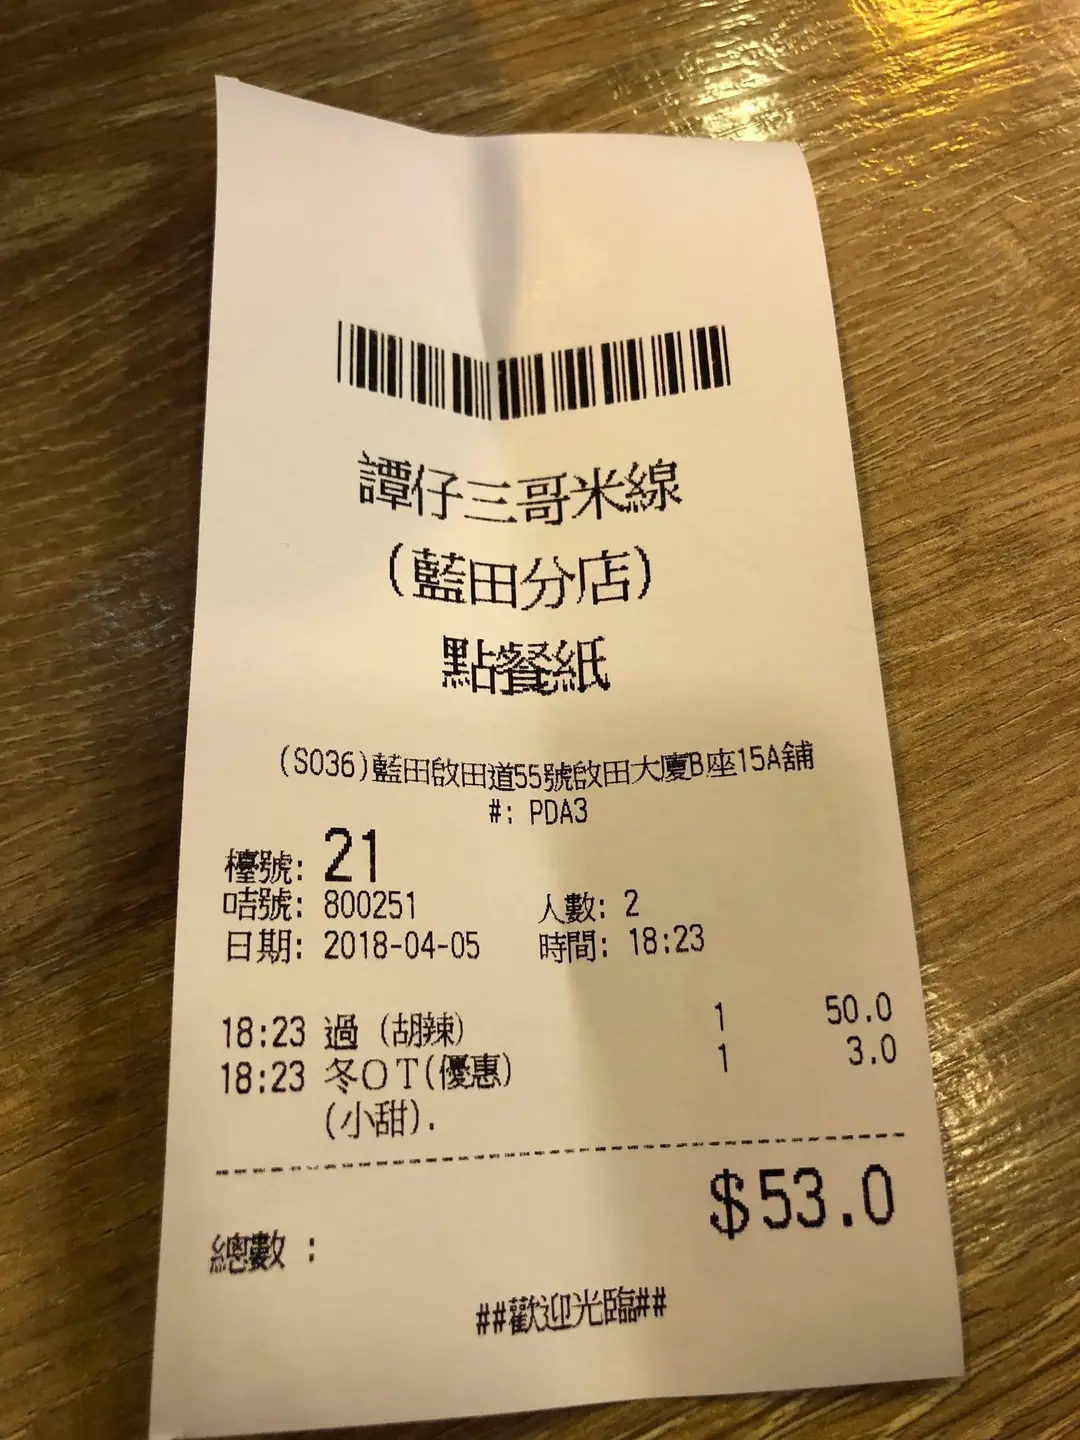 譚仔三哥米線
(藍田分店)
點餐紙
(S036)藍田啟田道55號啟田大廈B座15A舖
#: PDA3
檯號: 21
咭號: 800251 人數: 2
日期: 2018-04-05 時間: 18:23
18:23 過 (胡辣) 1 50.0
18:23 冬OT(優惠) 1 3.0
(小甜).
$53.0
總數 :
##歡迎光臨##